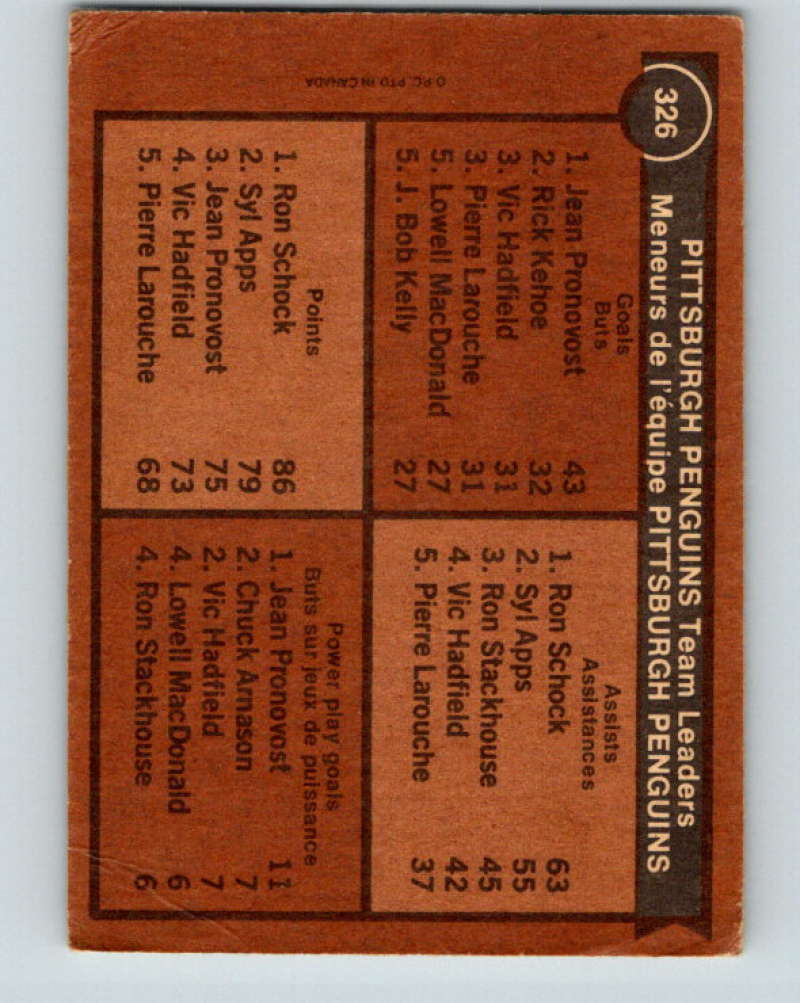 326
PITTSBURGH PENGUINS Team Leaders
Meneurs de l'équipe PITTSBURGH PENGUINS
Goals
Buts
1. Jean Pronovost 43
2. Rick Kehoe 32
3. Vic Hadfield 31
3. Pierre Larouche 31
5. Lowell MacDonald 27
5. J. Bob Kelly 27
Assists
Assistances
1. Ron Schock 63
2. Syl Apps 55
3. Ron Stackhouse 45
4. Vic Hadfield 42
5. Pierre Larouche 37
Points
1. Ron Schock 86
2. Syl Apps 79
3. Jean Pronovost 75
4. Vic Hadfield 73
5. Pierre Larouche 68
Power play goals
Buts sur jeux de puissance
1. Jean Pronovost 11
2. Chuck Arnason 7
2. Vic Hadfield 7
4. Lowell MacDonald 6
4. Ron Stackhouse 6
O.P.C. PTD IN CANADA